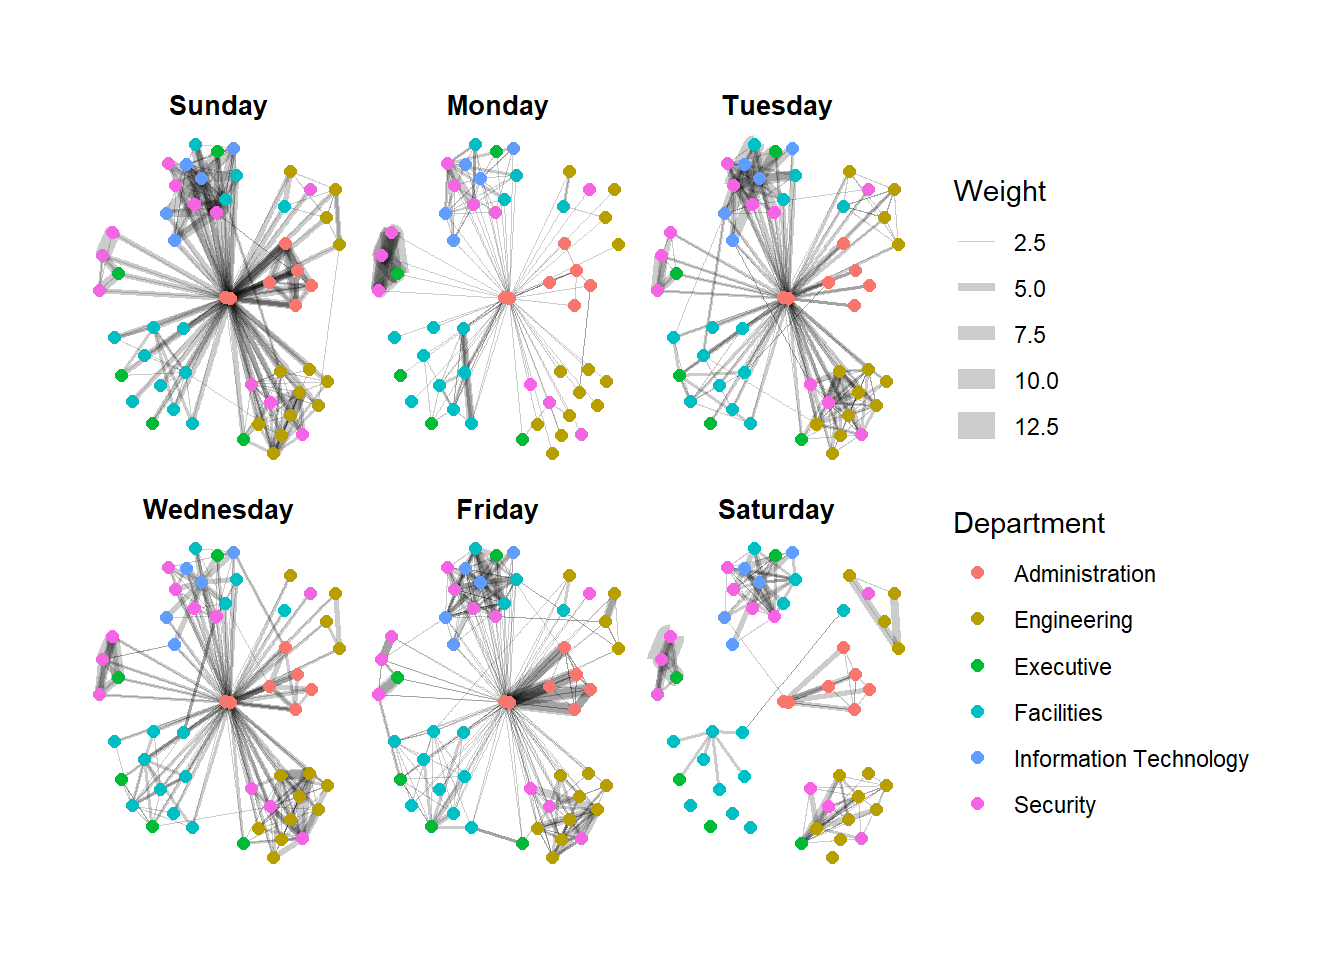 Sunday
Monday
Tuesday
Wednesday
Friday
Saturday
Weight
2.5
5.0
7.5
10.0
12.5
Department
Administration
Engineering
Executive
Facilities
Information Technology
Security